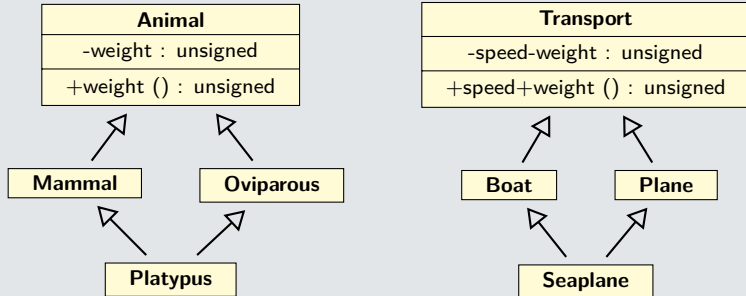 Animal
-weight : unsigned
+weight () : unsigned
Mammal
Oviparous
Platypus
Transport
-speed-weight : unsigned
+speed+weight () : unsigned
Boat
Plane
Seaplane